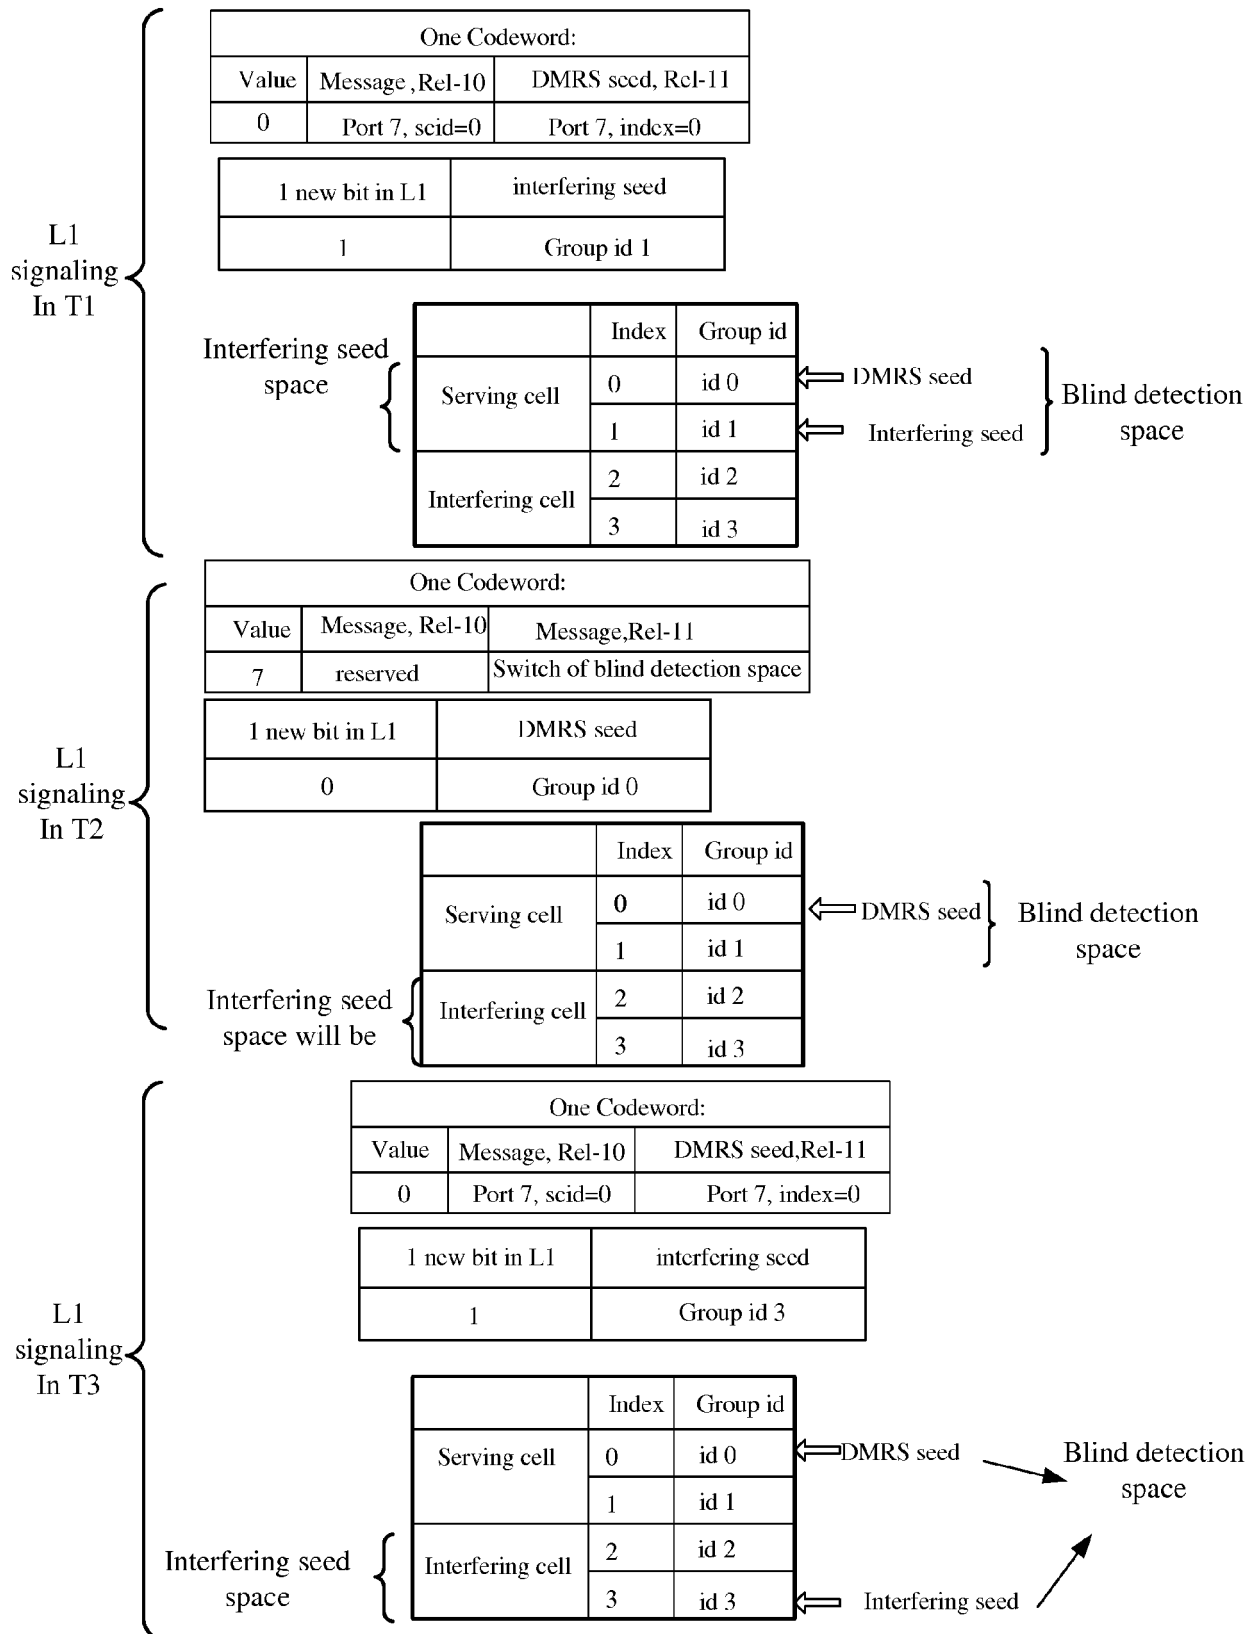 One Codeword:
Value Message ,Rel-10 DMRS seed, Rel-11
0 Port 7, scid=0 Port 7, index=0
1 new bit in L1 interfering seed
1 Group id 1
L1
signaling
In T1
Index Group id
Interfering seed
space
Serving cell 0 id 0 DMRS seed
1 id 1 Interfering seed
Blind detection
space
Interfering cell 2 id 2
3 id 3
One Codeword:
Value Message, Rel-10 Message,Rel-11
7 reserved Switch of blind detection space
1 new bit in L1 DMRS seed
0 Group id 0
L1
signaling
In T2
Index Group id
Serving cell 0 id 0 DMRS seed
1 id 1
Blind detection
space
Interfering seed
space will be
Interfering cell 2 id 2
3 id 3
One Codeword:
Value Message, Rel-10 DMRS seed,Rel-11
0 Port 7, scid=0 Port 7, index=0
1 new bit in L1 interfering seed
1 Group id 3
L1
signaling
In T3
Index Group id
Serving cell 0 id 0 DMRS seed
1 id 1
Blind detection
space
Interfering seed
space
Interfering cell 2 id 2
3 id 3 Interfering seed